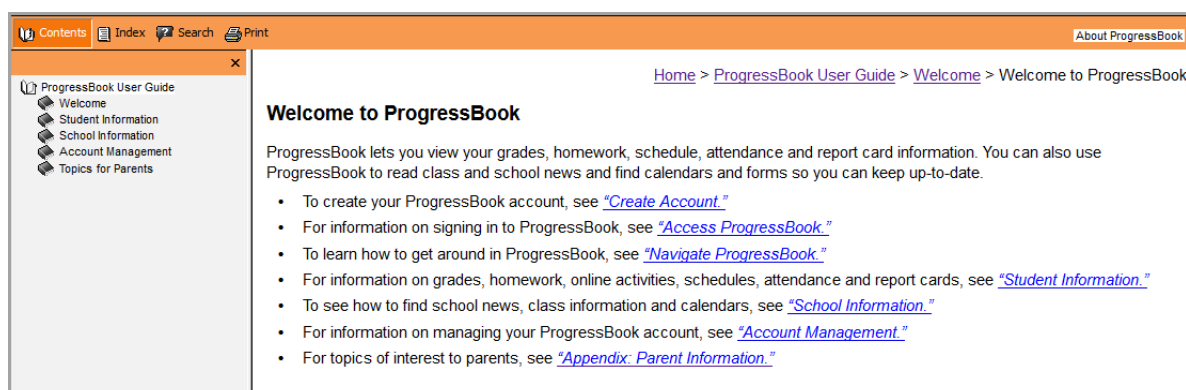 Contents Index Search Print
About ProgressBook
×
ProgressBook User Guide
Welcome
Student Information
School Information
Account Management
Topics for Parents
Home > ProgressBook User Guide > Welcome > Welcome to ProgressBook
Welcome to ProgressBook
ProgressBook lets you view your grades, homework, schedule, attendance and report card information. You can also use
ProgressBook to read class and school news and find calendars and forms so you can keep up-to-date.
• To create your ProgressBook account, see “Create Account.”
• For information on signing in to ProgressBook, see “Access ProgressBook.”
• To learn how to get around in ProgressBook, see “Navigate ProgressBook.”
• For information on grades, homework, online activities, schedules, attendance and report cards, see “Student Information.”
• To see how to find school news, class information and calendars, see “School Information.”
• For information on managing your ProgressBook account, see “Account Management.”
• For topics of interest to parents, see “Appendix: Parent Information.”